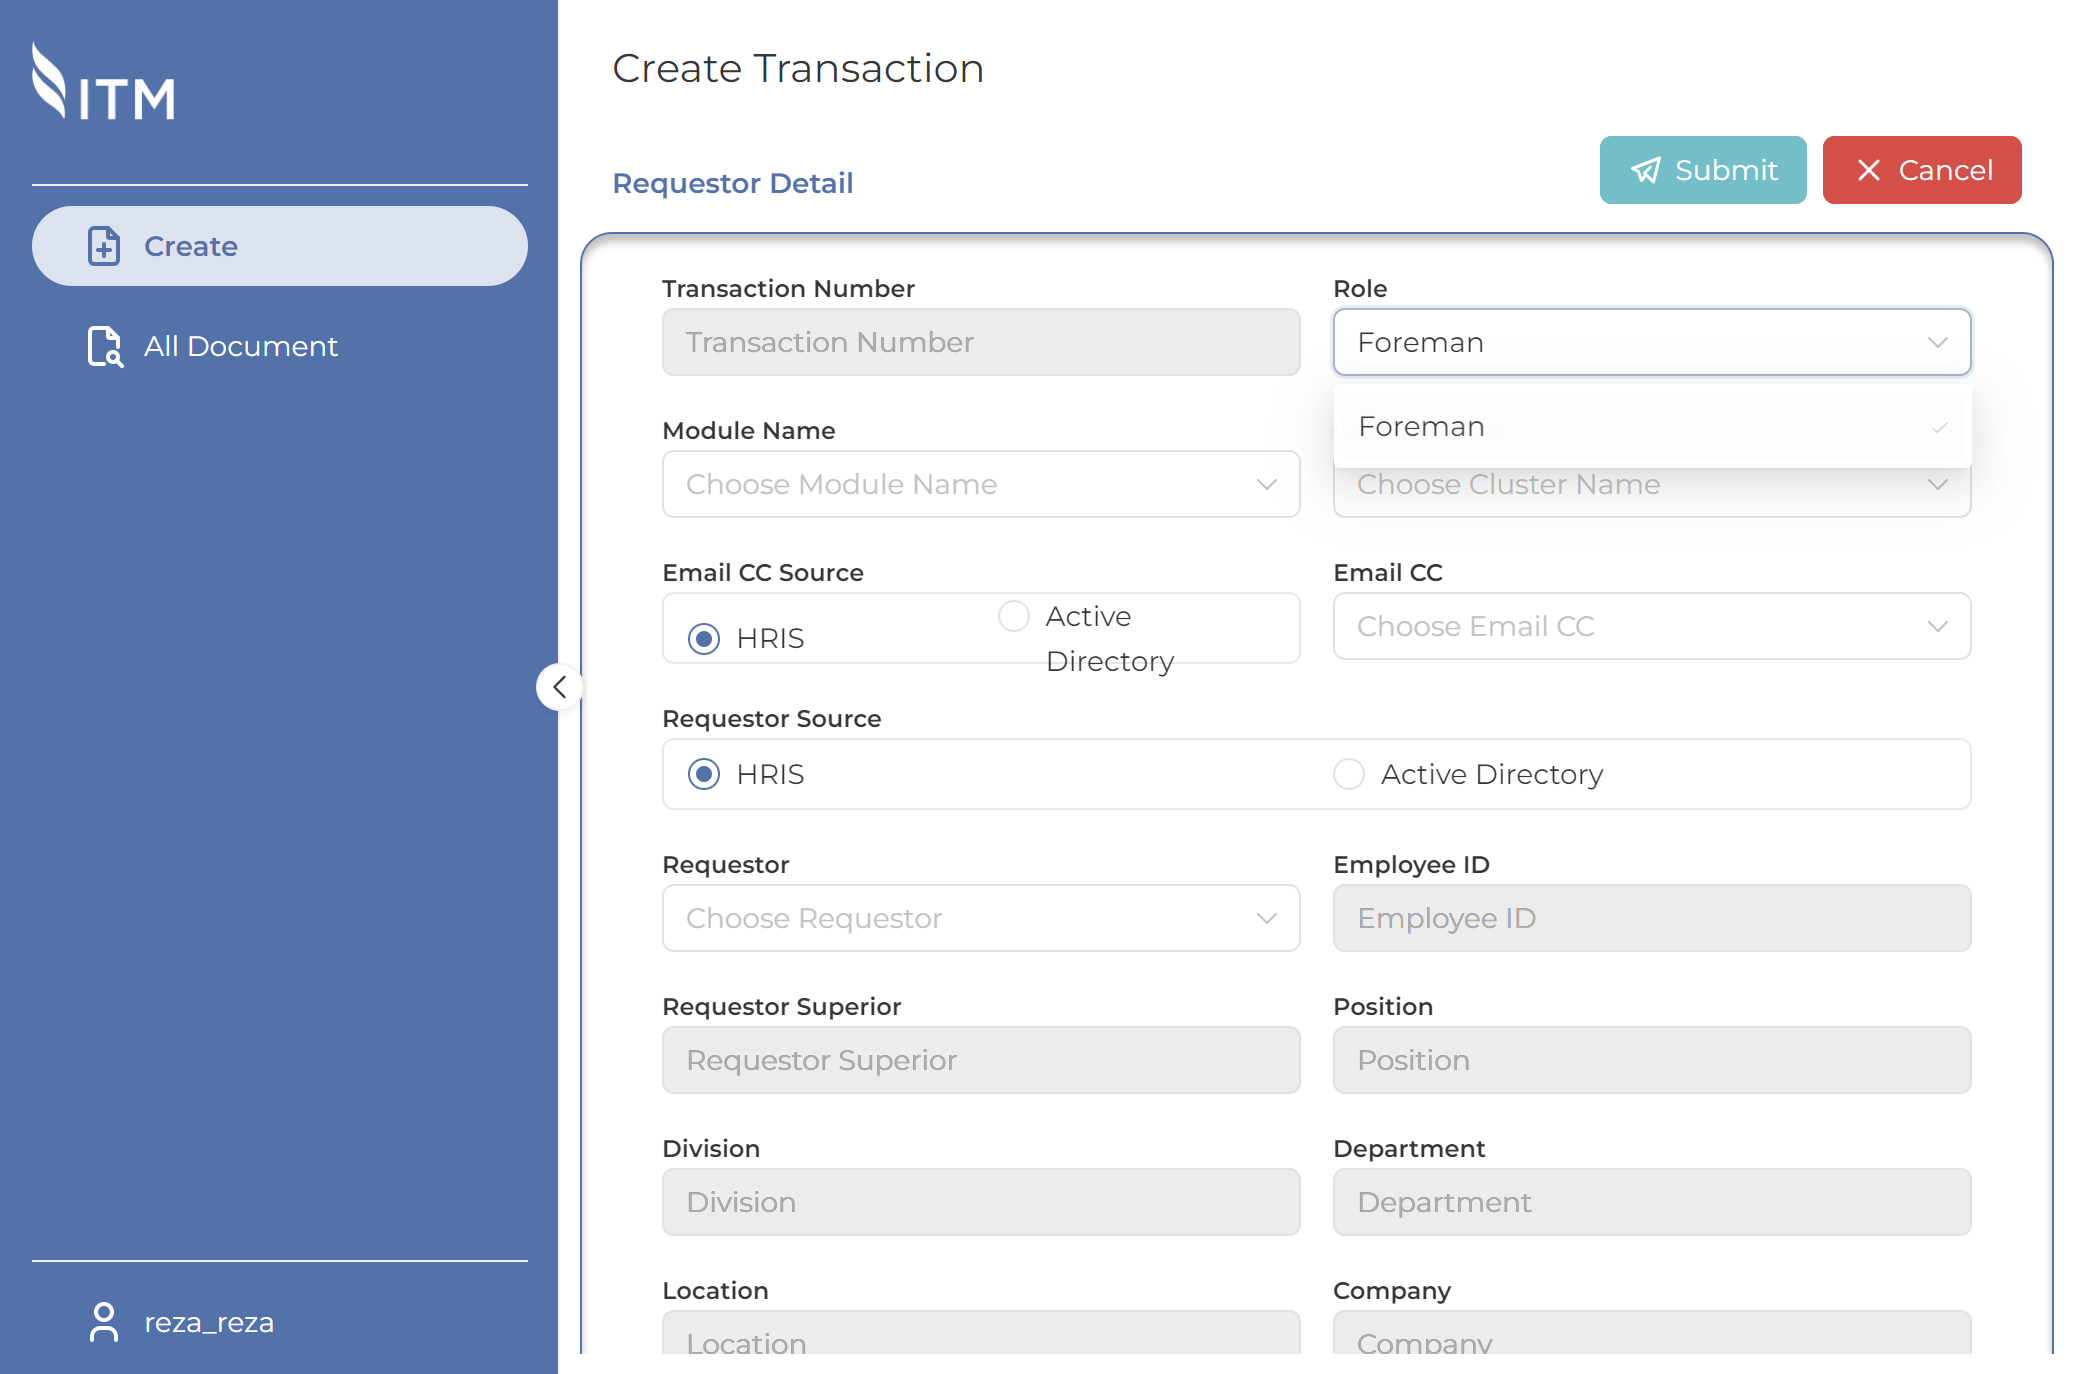 ITM
Create
All Document
reza_reza
Create Transaction
Requestor Detail
Submit
Cancel
Transaction Number
Transaction Number
Role
Foreman
Foreman
Module Name
Choose Module Name
Choose Cluster Name
Email CC Source
HRIS
Active
Directory
Email CC
Choose Email CC
Requestor Source
HRIS
Active Directory
Requestor
Choose Requestor
Employee ID
Employee ID
Requestor Superior
Requestor Superior
Position
Position
Division
Division
Department
Department
Location
Location
Company
Company